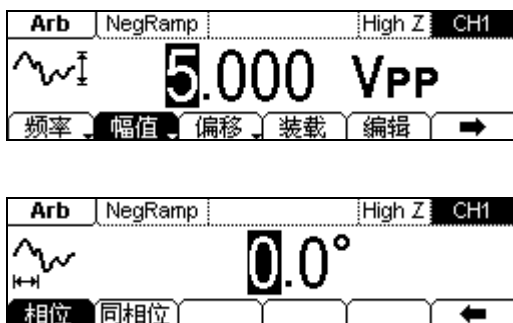 Arb NegRamp High Z CH1
5.000 VPP
频率 幅值 偏移 装载 编辑
Arb NegRamp High Z CH1
0.0°
相位 同相位